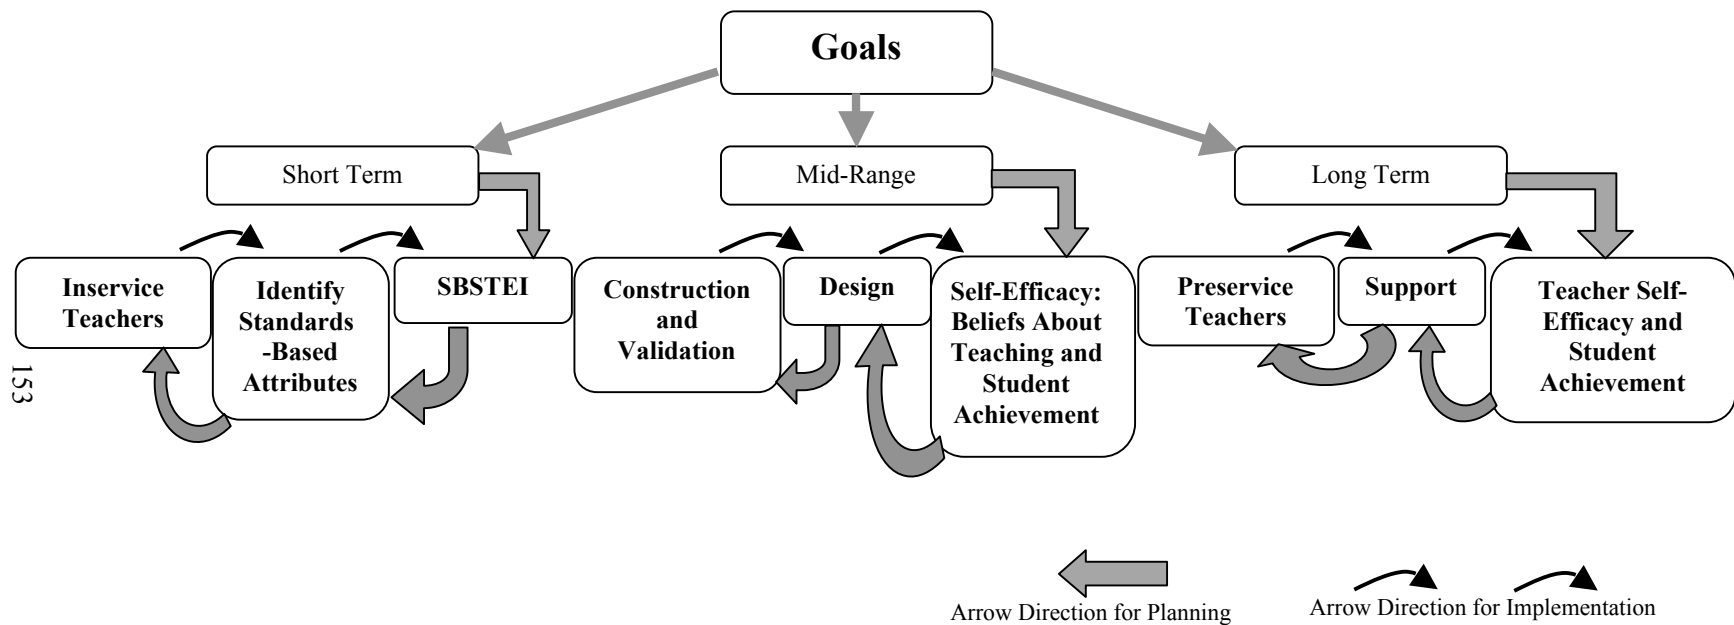 Goals
Short Term
Mid-Range
Long Term
Inservice
Teachers
Identify
Standards
-Based
Attributes
SBSTEI
Construction
and
Validation
Design
Self-Efficacy:
Beliefs About
Teaching and
Student
Achievement
Preservice
Teachers
Support
Teacher Self-
Efficacy and
Student
Achievement
153
Arrow Direction for Planning
Arrow Direction for Implementation